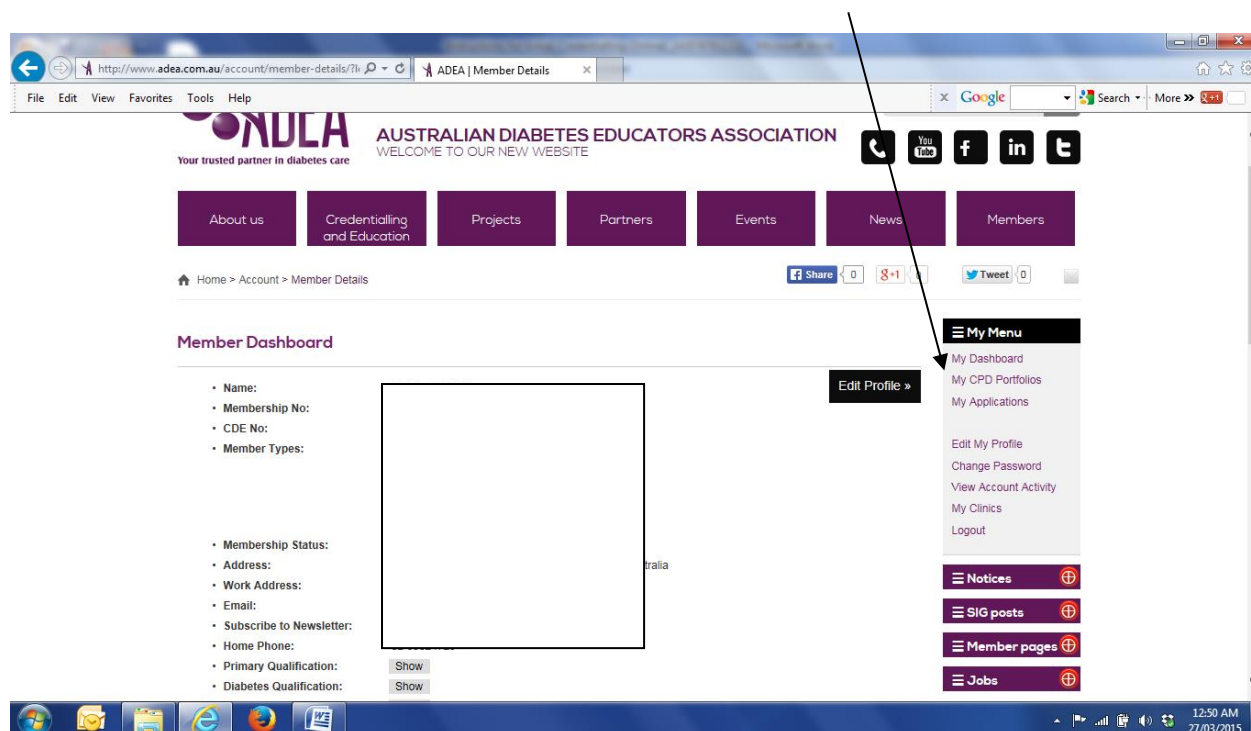 http://www.adea.com.au/account/member-details/?l
ADEA | Member Details
File Edit View Favorites Tools Help
x Google Search More »
ADEA
Your trusted partner in diabetes care
AUSTRALIAN DIABETES EDUCATORS ASSOCIATION
WELCOME TO OUR NEW WEBSITE
You Tube f in t
About us Credentialling and Education Projects Partners Events News Members
Home > Account > Member Details
f Share 0 g+1 Tweet 0
Member Dashboard
Edit Profile »
• Name:
• Membership No:
• CDE No:
• Member Types:
• Membership Status:
• Address: tralia
• Work Address:
• Email:
• Subscribe to Newsletter:
• Home Phone:
• Primary Qualification: Show
• Diabetes Qualification: Show
My Menu
My Dashboard
My CPD Portfolios
My Applications
Edit My Profile
Change Password
View Account Activity
My Clinics
Logout
Notices
SIG posts
Member pages
Jobs
12:50 AM
27/03/2015